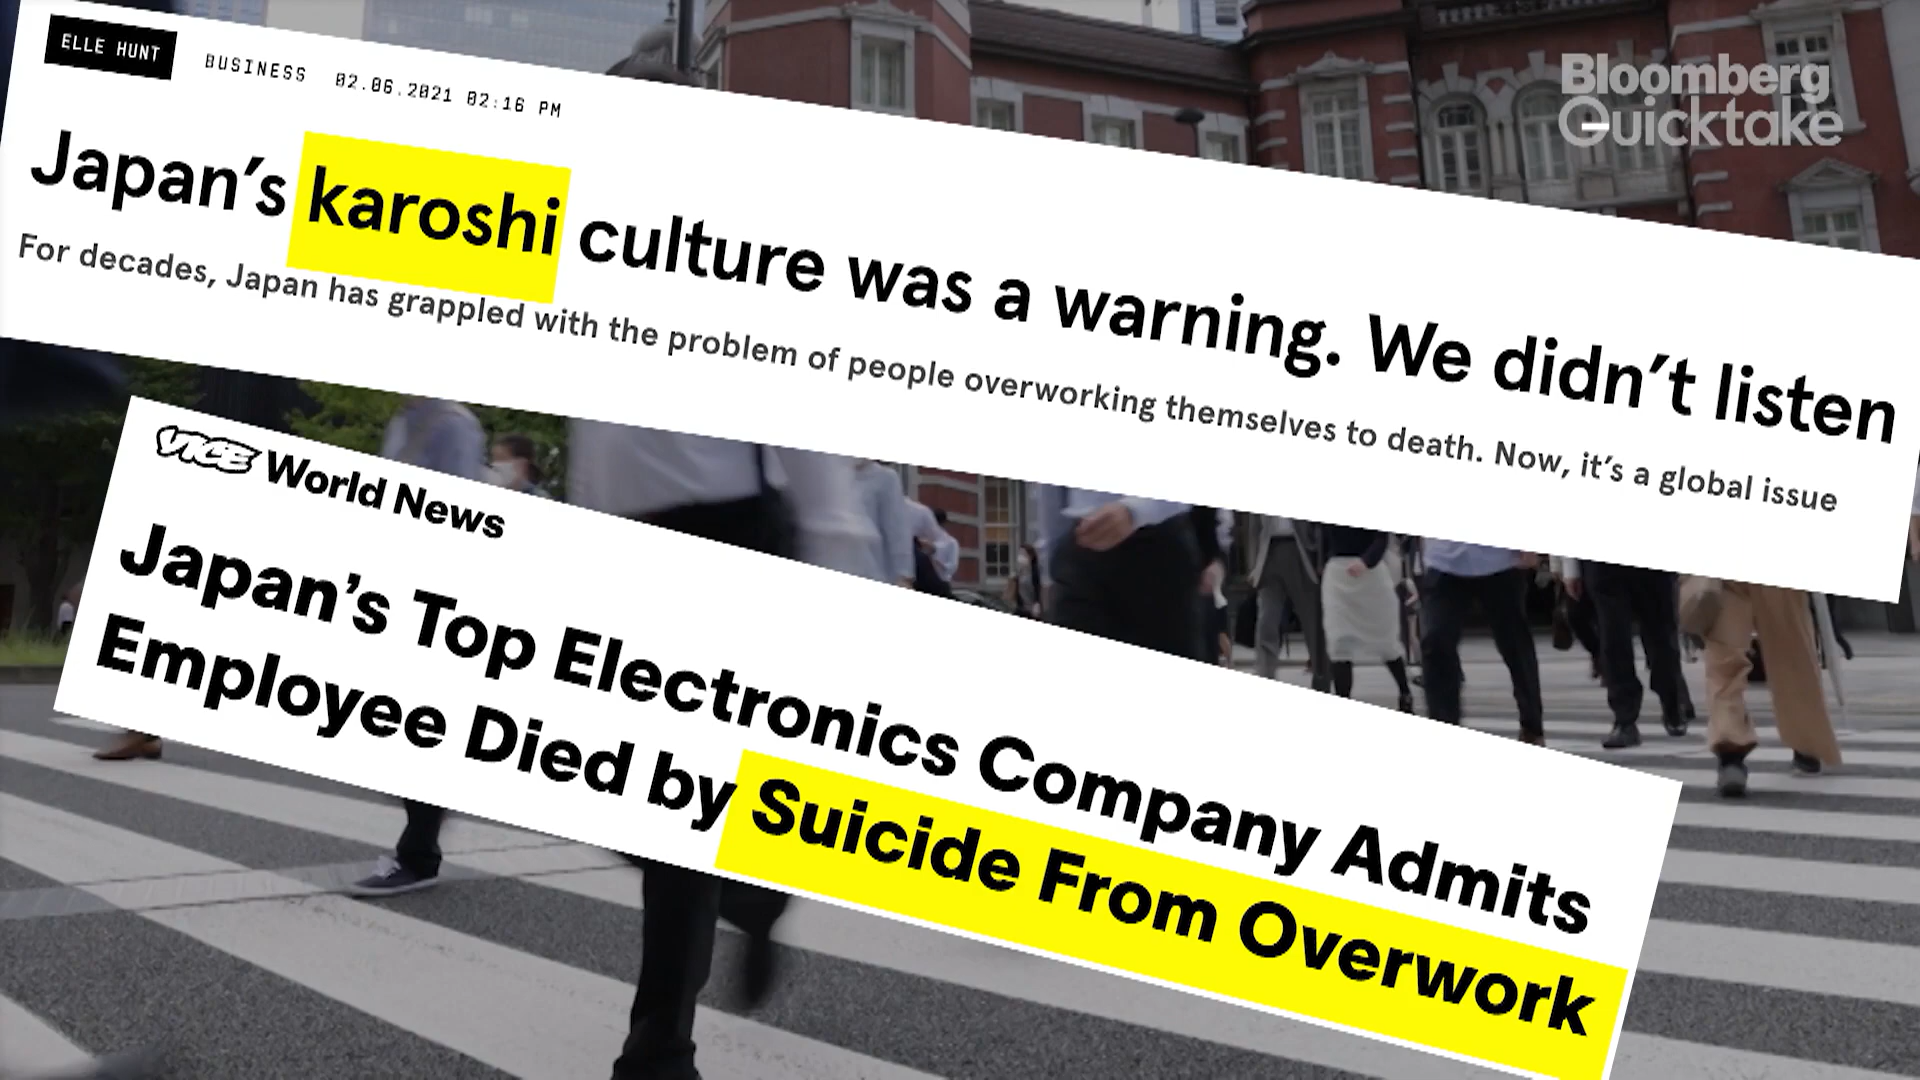 Bloomberg
Quicktake
ELLE HUNT BUSINESS 02.06.2021 02:16 PM
Japan’s karoshi culture was a warning. We didn’t listen
For decades, Japan has grappled with the problem of people overworking themselves to death. Now, it’s a global issue
VICE World News
Japan’s Top Electronics Company Admits
Employee Died by Suicide From Overwork